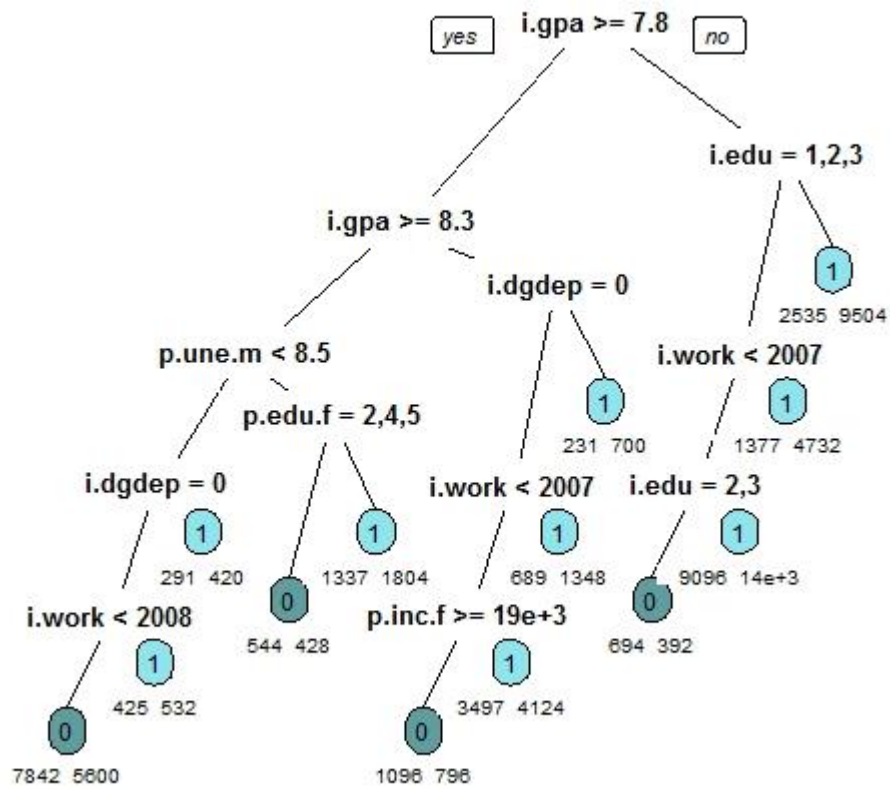 yes i.gpa >= 7.8 no
i.edu = 1,2,3
i.gpa >= 8.3
1
i.dgdep = 0
2535 9504
p.une.m < 8.5
i.work < 2007
1
1
p.edu.f = 2,4,5
231 700
1377 4732
i.dgdep = 0
i.work < 2007
i.edu = 2,3
1
1
1
1
291 420
1337 1804
689 1348
9096 14e+3
0
0
i.work < 2008
p.inc.f >= 19e+3
544 428
694 392
1
1
425 532
3497 4124
0
0
7842 5600
1096 796